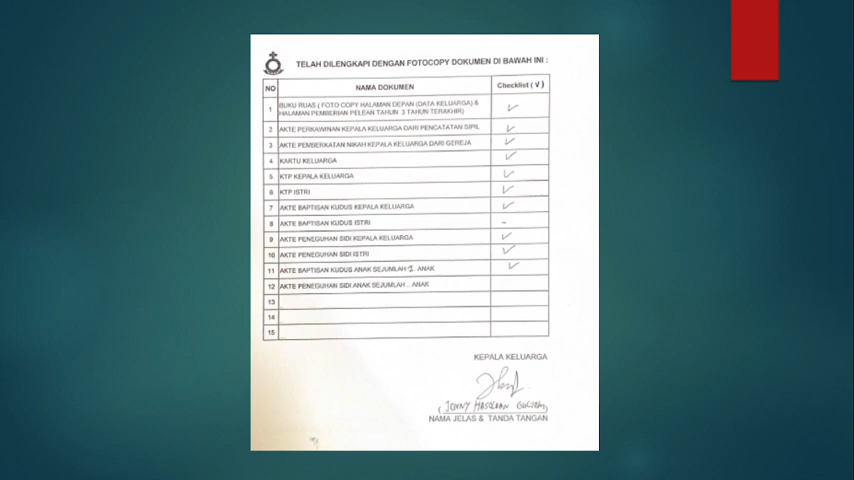 TELAH DILENGKAPI DENGAN FOTOCOPY DOKUMEN DI BAWAH INI :
NO NAMA DOKUMEN Checklist ( √ )
1 BUKU RUAS ( FOTO COPY HALAMAN DEPAN (DATA KELUARGA) &
HALAMAN PEMBERIAN PELEAN TAHUN 3 TAHUN TERAKHIR) ✓
2 AKTE PERKAWINAN KEPALA KELUARGA DARI PENCATATAN SIPIL ✓
3 AKTE PEMBERKATAN NIKAH KEPALA KELUARGA DARI GEREJA ✓
4 KARTU KELUARGA ✓
5 KTP KEPALA KELUARGA ✓
6 KTP ISTRI ✓
7 AKTE BAPTISAN KUDUS KEPALA KELUARGA ✓
8 AKTE BAPTISAN KUDUS ISTRI -
9 AKTE PENEGUHAN SIDI KEPALA KELUARGA ✓
10 AKTE PENEGUHAN SIDI ISTRI ✓
11 AKTE BAPTISAN KUDUS ANAK SEJUMLAH 1. ANAK ✓
12 AKTE PENEGUHAN SIDI ANAK SEJUMLAH .. ANAK
13
14
15
KEPALA KELUARGA
( JONNY )
NAMA JELAS & TANDA TANGAN